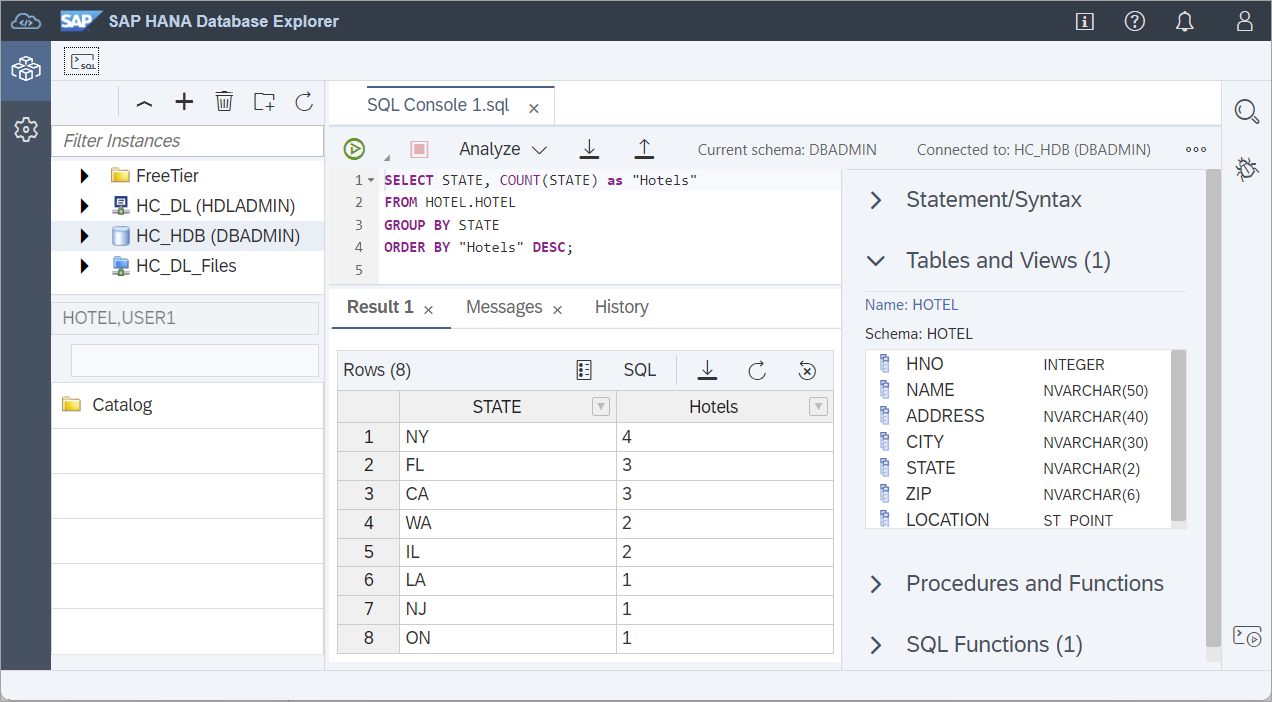 SAP SAP HANA Database Explorer
SQL
SQL Console 1.sql
Filter Instances
FreeTier
HC_DL (HDLADMIN)
HC_HDB (DBADMIN)
HC_DL_Files
HOTEL,USER1
Catalog
Analyze
Current schema: DBADMIN
Connected to: HC_HDB (DBADMIN)
1 SELECT STATE, COUNT(STATE) as "Hotels"
2 FROM HOTEL.HOTEL
3 GROUP BY STATE
4 ORDER BY "Hotels" DESC;
5
Result 1 Messages History
Rows (8) SQL
STATE Hotels
1 NY 4
2 FL 3
3 CA 3
4 WA 2
5 IL 2
6 LA 1
7 NJ 1
8 ON 1
Statement/Syntax
Tables and Views (1)
Name: HOTEL
Schema: HOTEL
HNO INTEGER
NAME NVARCHAR(50)
ADDRESS NVARCHAR(40)
CITY NVARCHAR(30)
STATE NVARCHAR(2)
ZIP NVARCHAR(6)
LOCATION ST_POINT
Procedures and Functions
SQL Functions (1)